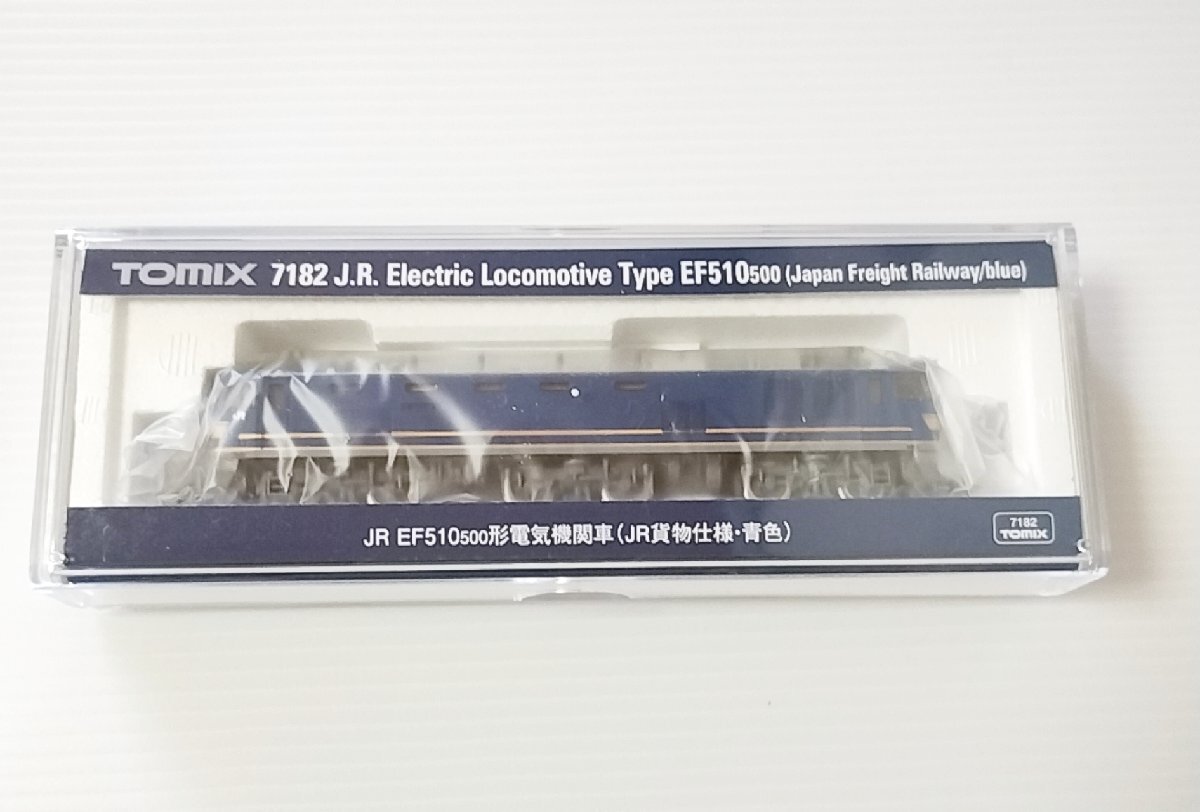 TOMIX 7182 J.R. Electric Locomotive Type EF510500 (Japan Freight Railway/blue)
JR EF510500形電気機関車(JR貨物仕様・青色)
7182
TOMIX